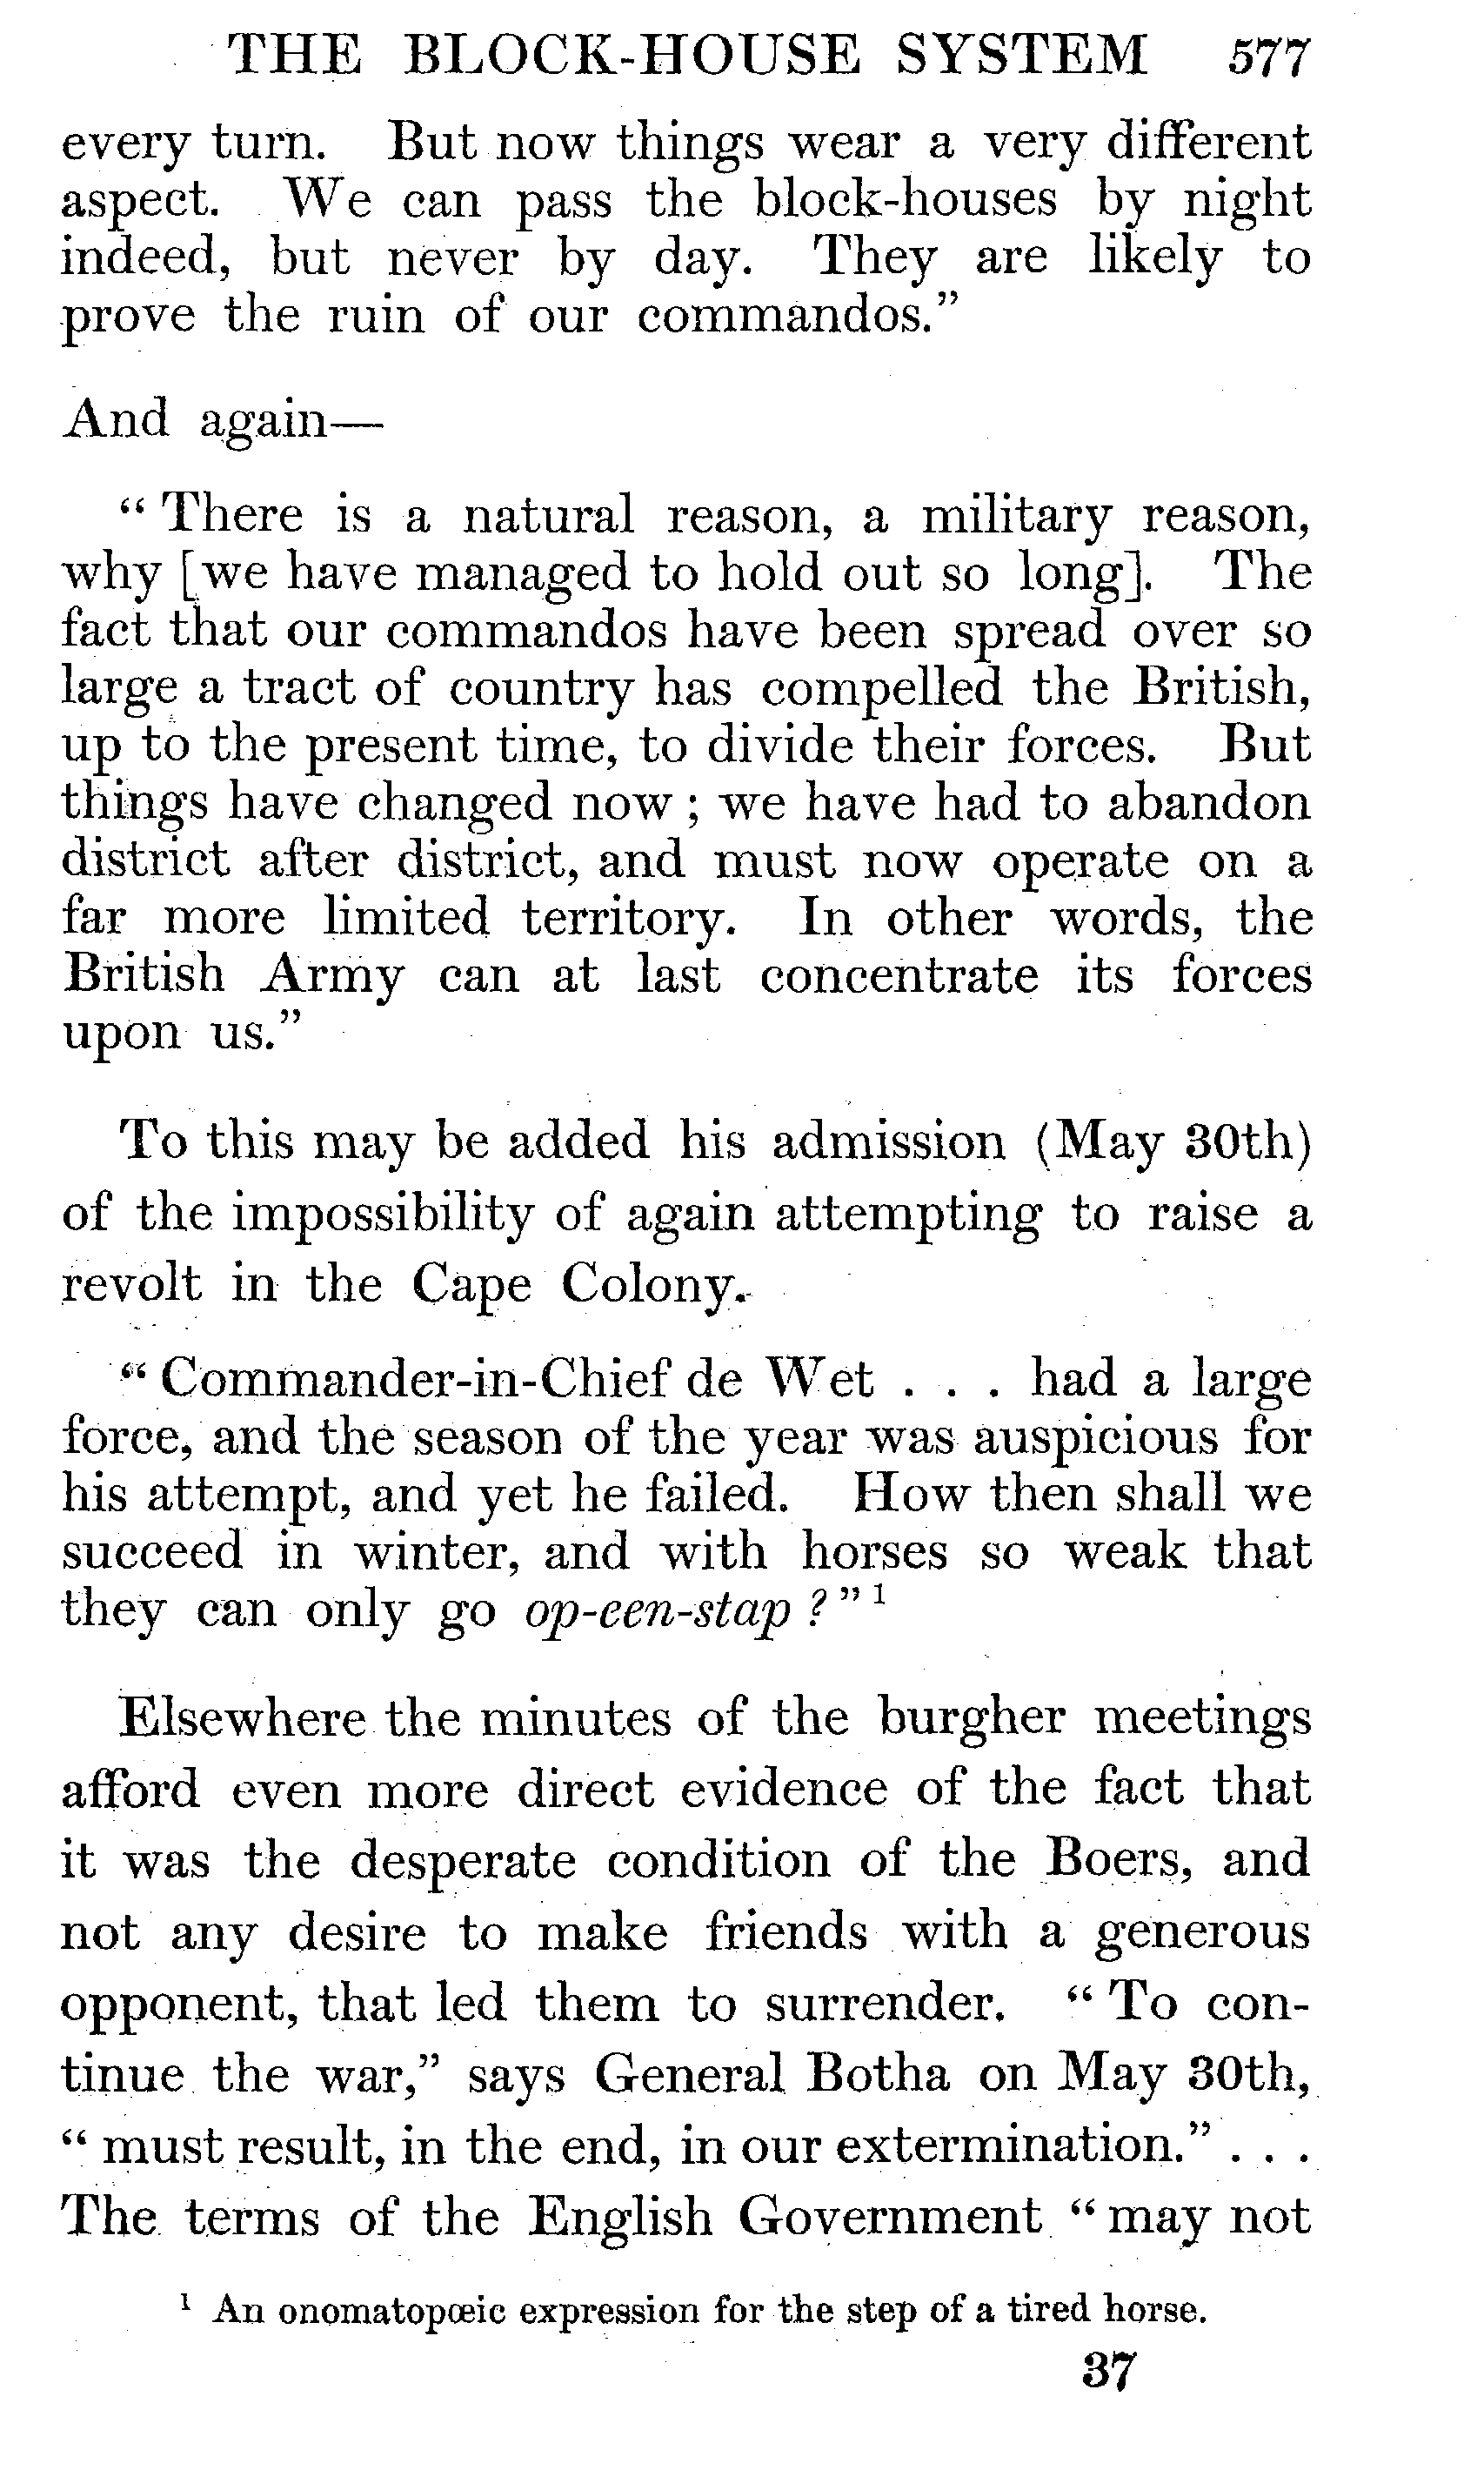 THE BLOCK-HOUSE SYSTEM 577
every turn. But now things wear a very different
aspect. We can pass the block-houses by night
indeed, but never by day. They are likely to
prove the ruin of our commandos.”
And again—
“ There is a natural reason, a military reason,
why [we have managed to hold out so long]. The
fact that our commandos have been spread over so
large a tract of country has compelled the British,
up to the present time, to divide their forces. But
things have changed now ; we have had to abandon
district after district, and must now operate on a
far more limited territory. In other words, the
British Army can at last concentrate its forces
upon us.”
To this may be added his admission (May 30th)
of the impossibility of again attempting to raise a
revolt in the Cape Colony.
“ Commander-in-Chief de Wet . . . had a large
force, and the season of the year was auspicious for
his attempt, and yet he failed. How then shall we
succeed in winter, and with horses so weak that
they can only go op-een-stap ? ” 1
Elsewhere the minutes of the burgher meetings
afford even more direct evidence of the fact that
it was the desperate condition of the Boers, and
not any desire to make friends with a generous
opponent, that led them to surrender. “ To con-
tinue the war,” says General Botha on May 30th,
“ must result, in the end, in our extermination.” . . .
The terms of the English Government “ may not
1 An onomatopœic expression for the step of a tired horse.
37